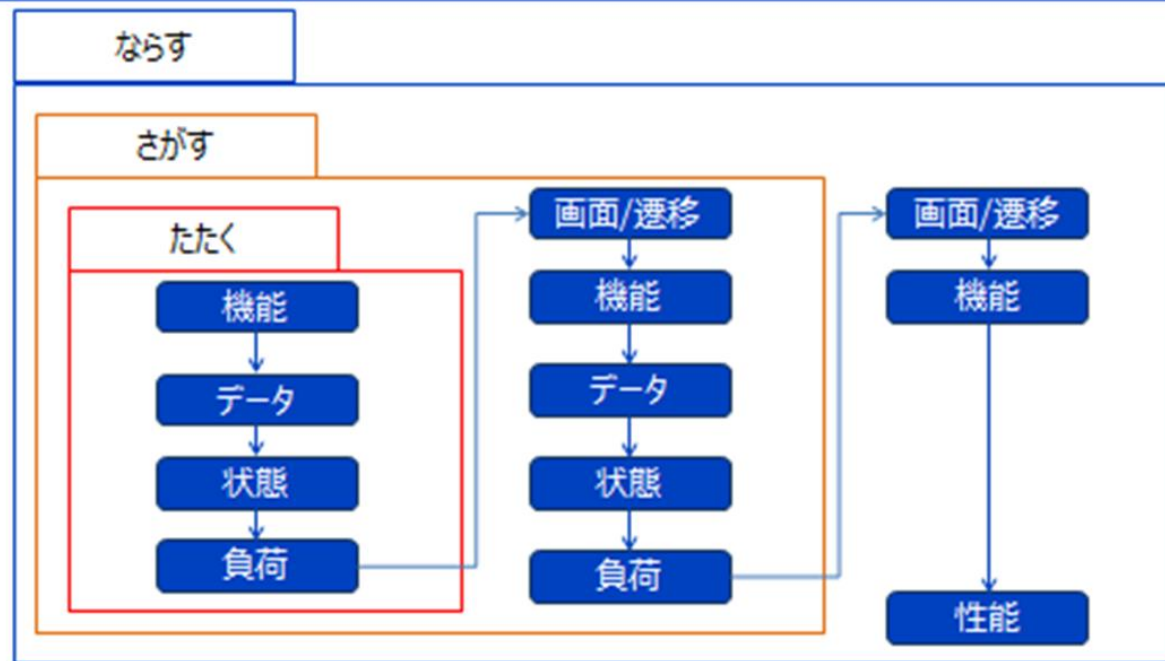 ならす
さがす
たたく
機能
データ
状態
負荷
画面/遷移
機能
データ
状態
負荷
画面/遷移
機能
性能